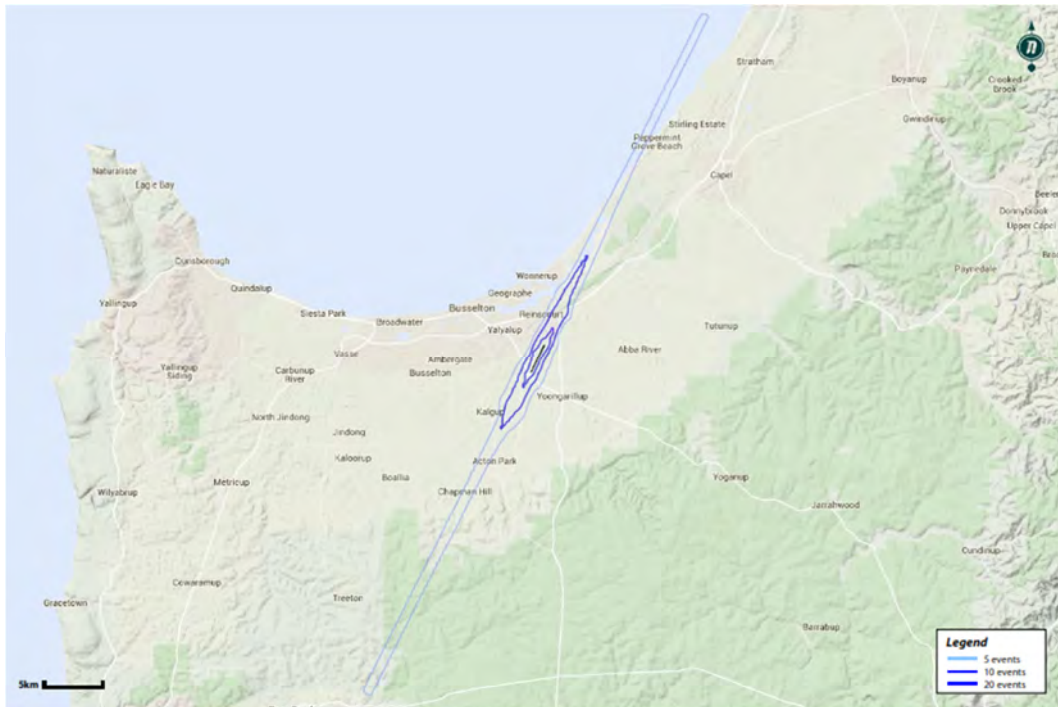 n
Stratham
Boyanup
Crooked
Brook
Gwindinup
Stirling Estate
Peppermint
Grove Beach
Naturaliste
Eagle Bay
Capel
Donnybrook
Upper Capel
Dunsborough
Paynedale
Wonnerup
Quindalup
Geographe
Yallingup
Siesta Park
Busselton
Broadwater
Reinscourt
Yalyalup
Tutunup
Vasse
Ambergate
Abba River
Yallingup
Siding
Carbunup
River
Busselton
Yoongarillup
Kalgup
North Jindong
Jindong
Kaloorup
Acton Park
Boallia
Yoganup
Metricup
Chapman Hill
Wilyabrup
Jarrahwood
Cundinup
Cowaramup
Treeton
Gracetown
Barrabup
Legend
5 events
10 events
20 events
5km